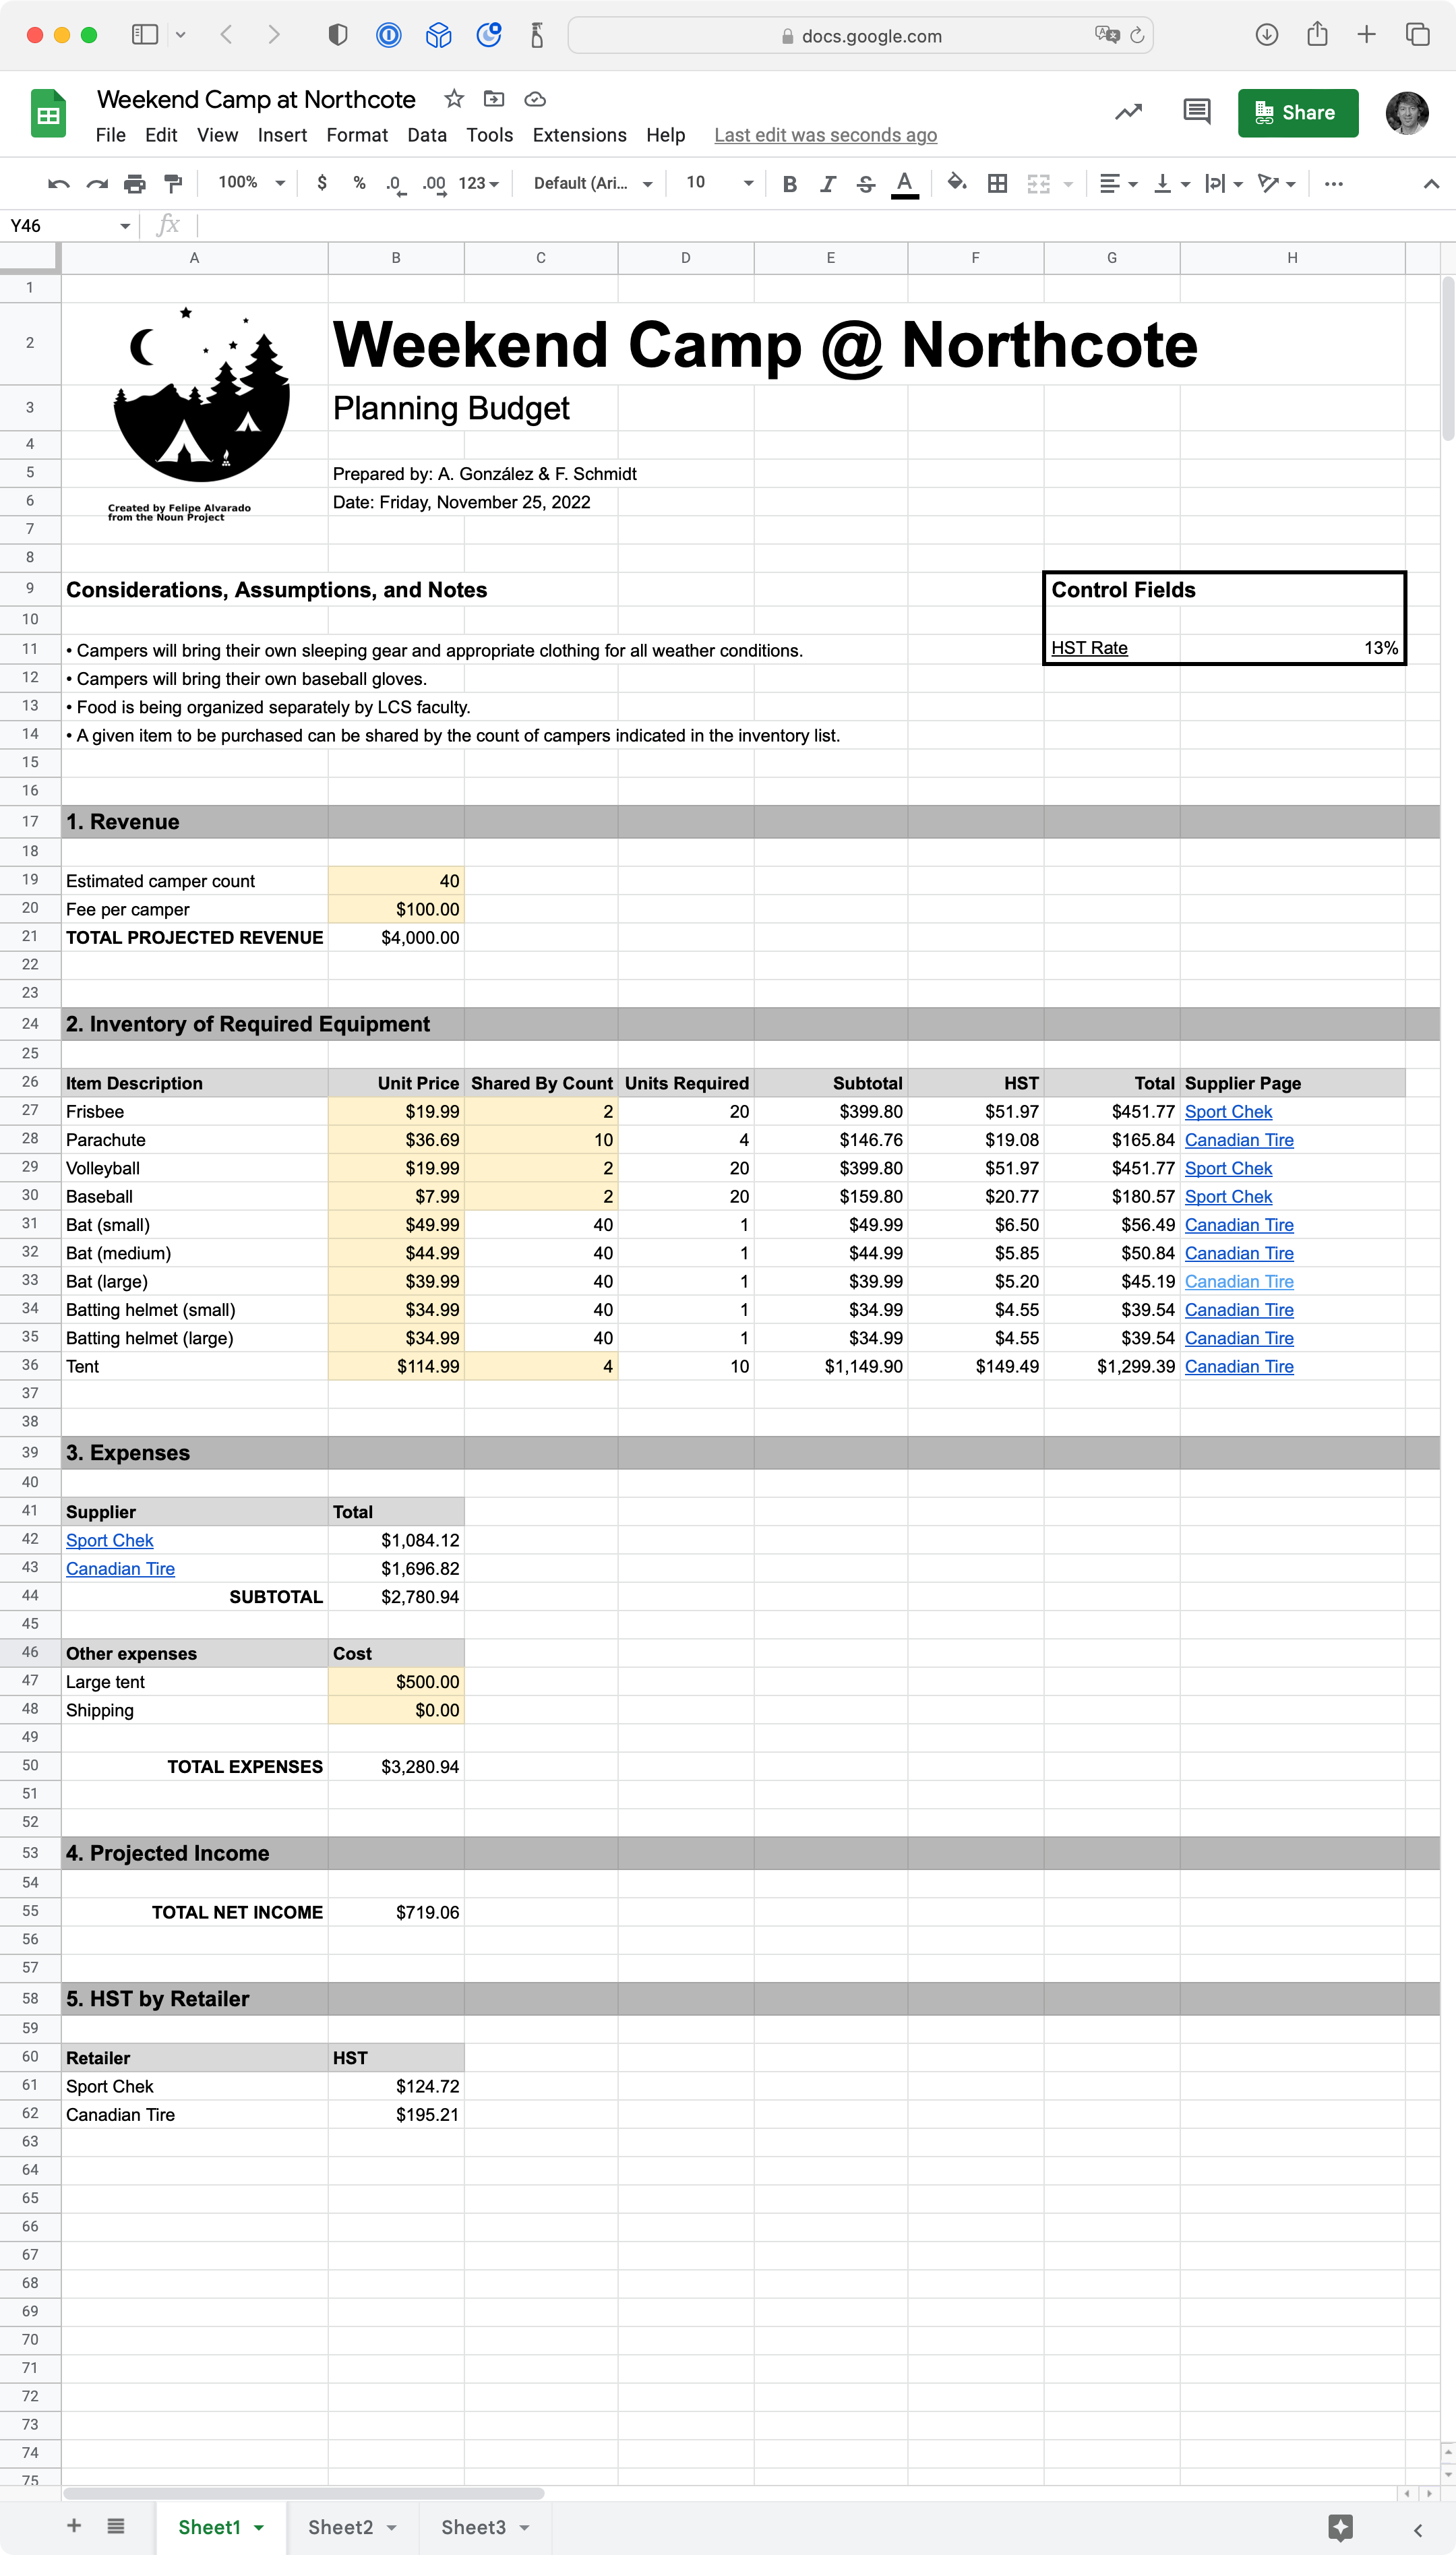 docs.google.com
Weekend Camp at Northcote
File Edit View Insert Format Data Tools Extensions Help Last edit was seconds ago
Share
100% $ % .0 .00 123 Default (Ari... 10 B I S A
Y46 fx
A B C D E F G H
1
2 Weekend Camp @ Northcote
3 Planning Budget
4
5 Prepared by: A. González & F. Schmidt
6 Date: Friday, November 25, 2022
Created by Felipe Alvarado
from the Noun Project
7
8
9 Considerations, Assumptions, and Notes Control Fields
10
11 • Campers will bring their own sleeping gear and appropriate clothing for all weather conditions. HST Rate 13%
12 • Campers will bring their own baseball gloves.
13 • Food is being organized separately by LCS faculty.
14 • A given item to be purchased can be shared by the count of campers indicated in the inventory list.
15
16
17 1. Revenue
18
19 Estimated camper count 40
20 Fee per camper $100.00
21 TOTAL PROJECTED REVENUE $4,000.00
22
23
24 2. Inventory of Required Equipment
25
26 Item Description Unit Price Shared By Count Units Required Subtotal HST Total Supplier Page
27 Frisbee $19.99 2 20 $399.80 $51.97 $451.77 Sport Chek
28 Parachute $36.69 10 4 $146.76 $19.08 $165.84 Canadian Tire
29 Volleyball $19.99 2 20 $399.80 $51.97 $451.77 Sport Chek
30 Baseball $7.99 2 20 $159.80 $20.77 $180.57 Sport Chek
31 Bat (small) $49.99 40 1 $49.99 $6.50 $56.49 Canadian Tire
32 Bat (medium) $44.99 40 1 $44.99 $5.85 $50.84 Canadian Tire
33 Bat (large) $39.99 40 1 $39.99 $5.20 $45.19 Canadian Tire
34 Batting helmet (small) $34.99 40 1 $34.99 $4.55 $39.54 Canadian Tire
35 Batting helmet (large) $34.99 40 1 $34.99 $4.55 $39.54 Canadian Tire
36 Tent $114.99 4 10 $1,149.90 $149.49 $1,299.39 Canadian Tire
37
38
39 3. Expenses
40
41 Supplier Total
42 Sport Chek $1,084.12
43 Canadian Tire $1,696.82
44 SUBTOTAL $2,780.94
45
46 Other expenses Cost
47 Large tent $500.00
48 Shipping $0.00
49
50 TOTAL EXPENSES $3,280.94
51
52
53 4. Projected Income
54
55 TOTAL NET INCOME $719.06
56
57
58 5. HST by Retailer
59
60 Retailer HST
61 Sport Chek $124.72
62 Canadian Tire $195.21
63
64
65
66
67
68
69
70
71
72
73
74
75
Sheet1 Sheet2 Sheet3